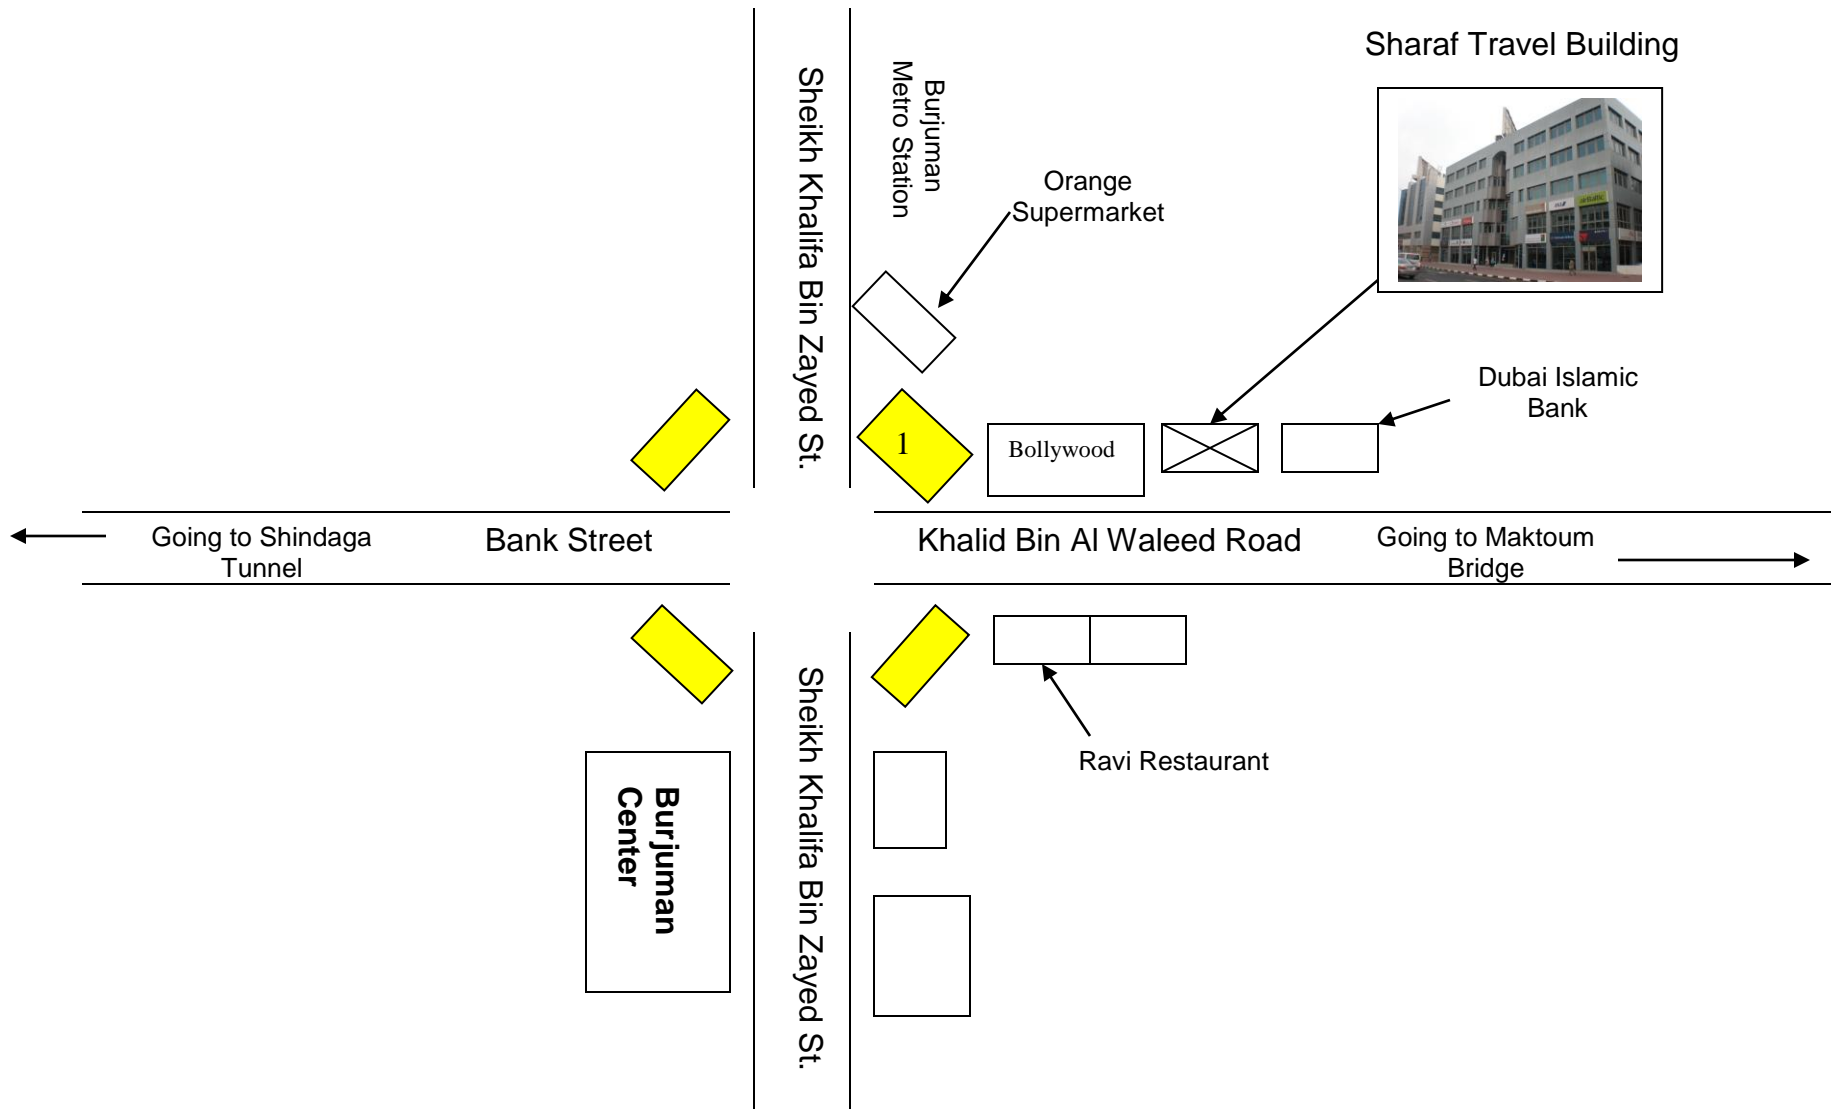 Sharaf Travel Building
Sheikh Khalifa Bin Zayed St.
Burjuman
Metro Station
Orange
Supermarket
airBaltic
Dubai Islamic
Bank
1
Bollywood
Going to Shindaga
Tunnel
Bank Street
Khalid Bin Al Waleed Road
Going to Maktoum
Bridge
Ravi Restaurant
Burjuman
Center
Sheikh Khalifa Bin Zayed St.